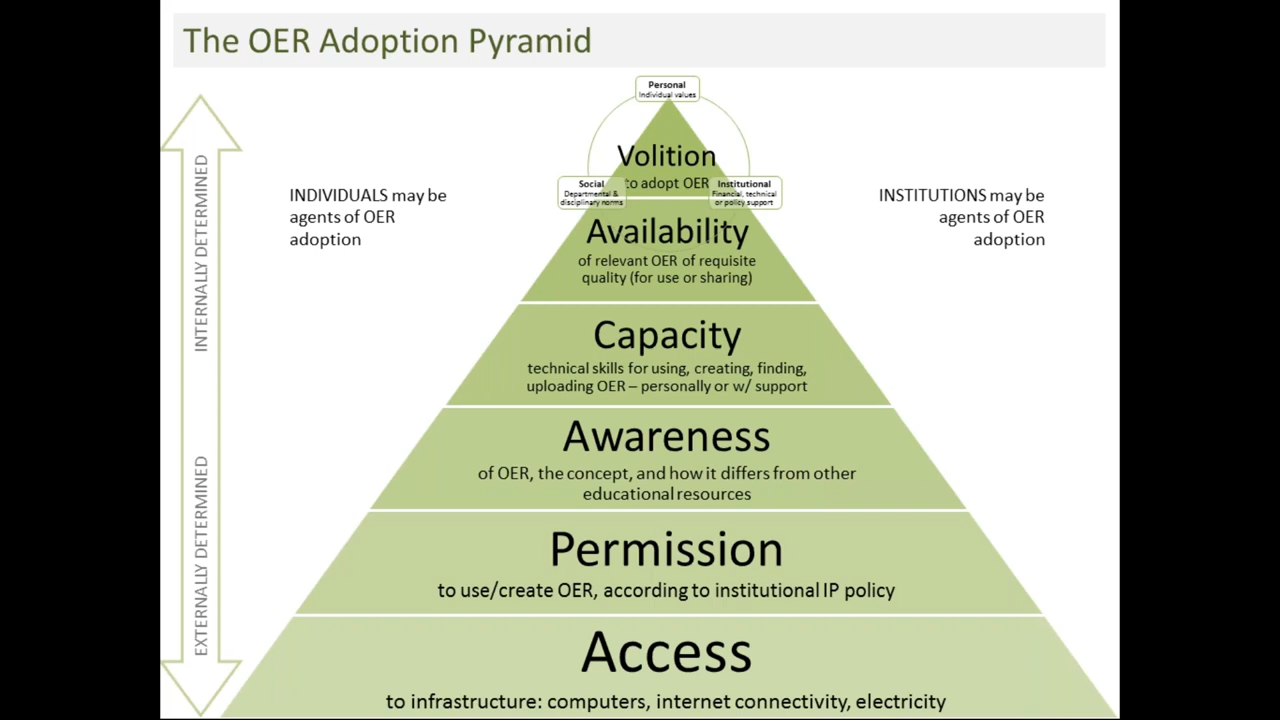 The OER Adoption Pyramid
Personal
Individual values
Volition
to adopt OER
Social
Departmental &
disciplinary norms
Institutional
Financial, technical
or policy support
INDIVIDUALS may be
agents of OER
adoption
INSTITUTIONS may be
agents of OER
adoption
INTERNALLY DETERMINED
EXTERNALLY DETERMINED
Availability
of relevant OER of requisite
quality (for use or sharing)
Capacity
technical skills for using, creating, finding,
uploading OER – personally or w/ support
Awareness
of OER, the concept, and how it differs from other
educational resources
Permission
to use/create OER, according to institutional IP policy
Access
to infrastructure: computers, internet connectivity, electricity